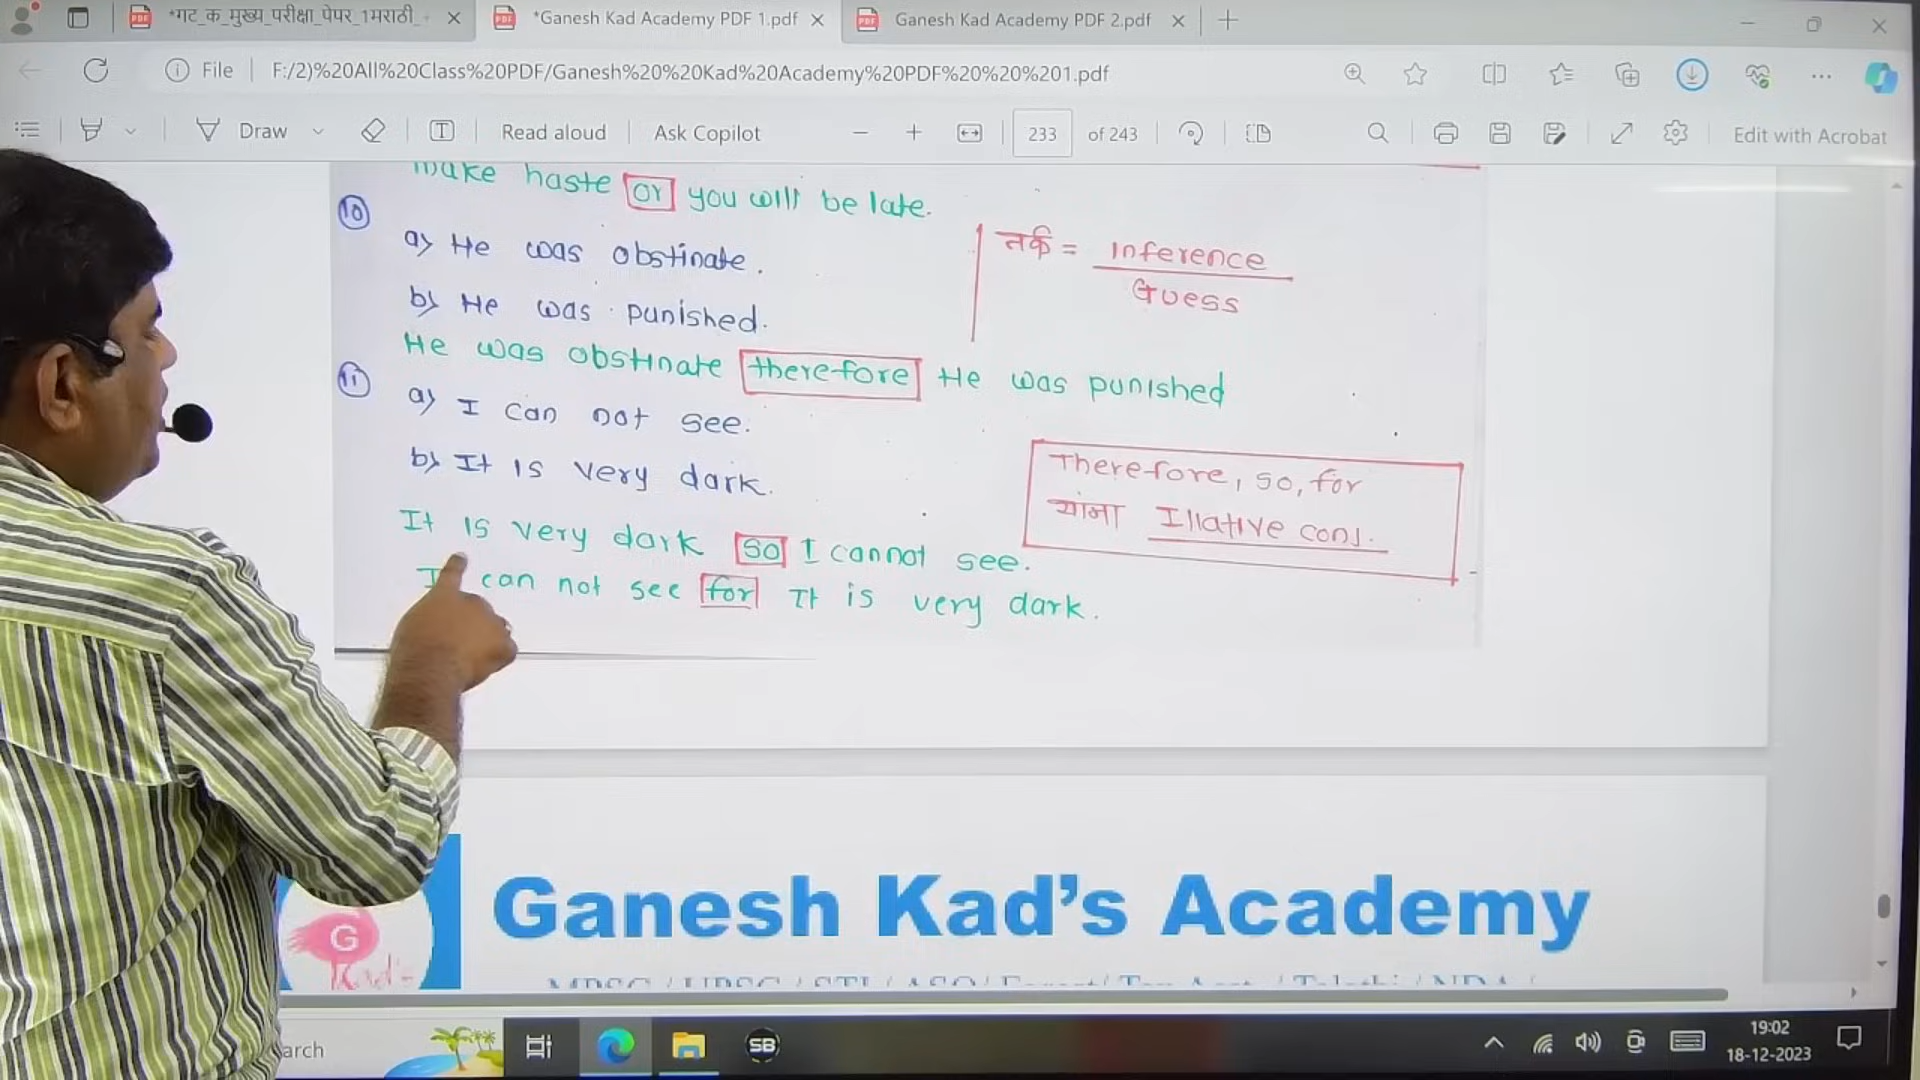 *गट_क_मुख्य_परीक्षा_पेपर_1मराठी_
*Ganesh Kad Academy PDF 1.pdf
Ganesh Kad Academy PDF 2.pdf
File
F:/2)%20All%20Class%20PDF/Ganesh%20%20Kad%20Academy%20PDF%20%20%201.pdf
Draw
Read aloud
Ask Copilot
233 of 243
Edit with Acrobat
make haste or you will be late.
10
a) He was obstinate.
b) He was punished.
तर्क = Inference
Guess
He was obstinate therefore He was punished
11
a) I can not see.
b) It is very dark.
Therefore, so, for
यांना Illative conj.
It is very dark so I cannot see.
I can not see for It is very dark.
Ganesh Kad's Academy
G
Kad's
arch
SB
19:02
18-12-2023